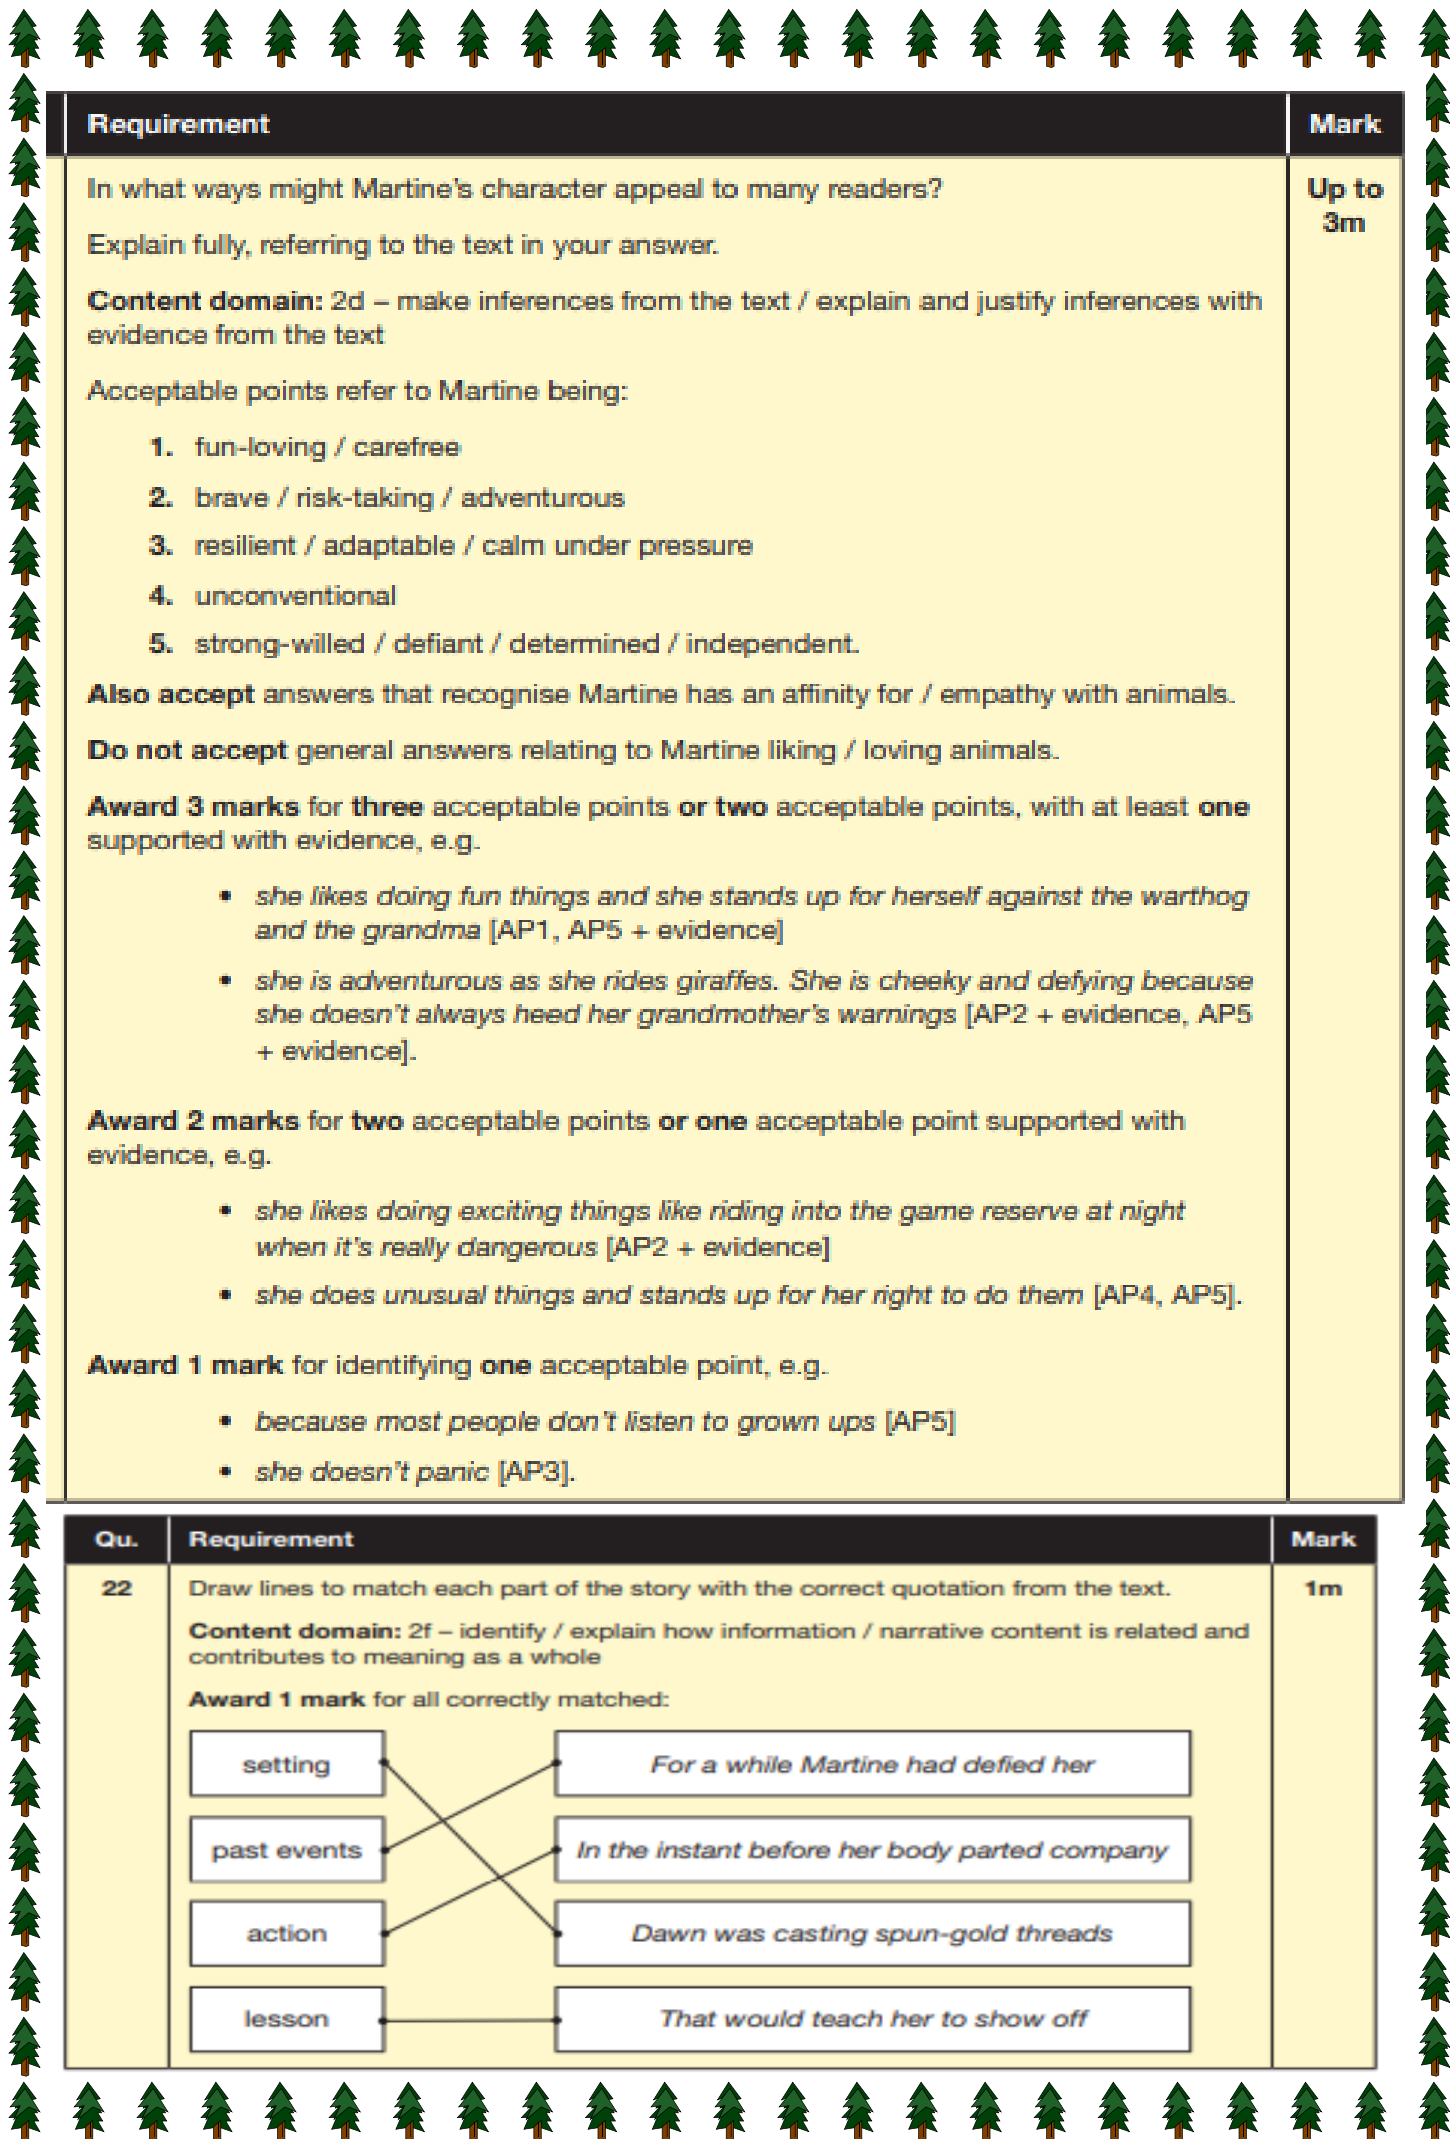 Requirement Mark
In what ways might Martine's character appeal to many readers? Up to
3m
Explain fully, referring to the text in your answer.
Content domain: 2d – make inferences from the text / explain and justify inferences with
evidence from the text
Acceptable points refer to Martine being:
1. fun-loving / carefree
2. brave / risk-taking / adventurous
3. resilient / adaptable / calm under pressure
4. unconventional
5. strong-willed / defiant / determined / independent.
Also accept answers that recognise Martine has an affinity for / empathy with animals.
Do not accept general answers relating to Martine liking / loving animals.
Award 3 marks for three acceptable points or two acceptable points, with at least one
supported with evidence, e.g.
• she likes doing fun things and she stands up for herself against the warthog
and the grandma [AP1, AP5 + evidence]
• she is adventurous as she rides giraffes. She is cheeky and defying because
she doesn't always heed her grandmother's warnings [AP2 + evidence, AP5
+ evidence].
Award 2 marks for two acceptable points or one acceptable point supported with
evidence, e.g.
• she likes doing exciting things like riding into the game reserve at night
when it's really dangerous [AP2 + evidence]
• she does unusual things and stands up for her right to do them [AP4, AP5].
Award 1 mark for identifying one acceptable point, e.g.
• because most people don't listen to grown ups [AP5]
• she doesn't panic [AP3].
Qu. Requirement Mark
22 Draw lines to match each part of the story with the correct quotation from the text. 1m
Content domain: 2f – identify / explain how information / narrative content is related and
contributes to meaning as a whole
Award 1 mark for all correctly matched:
setting For a while Martine had defied her
past events In the instant before her body parted company
action Dawn was casting spun-gold threads
lesson That would teach her to show off